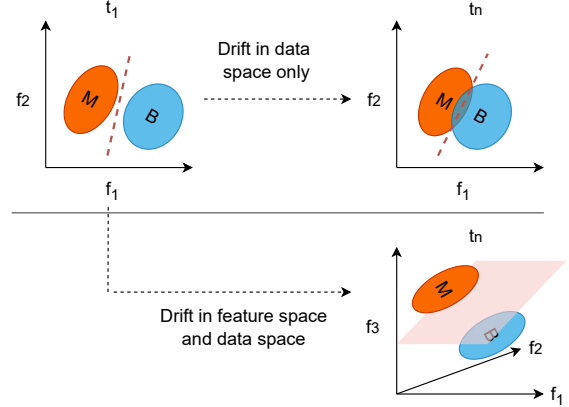 t1
tn
Drift in data
space only
f2
M
B
f2
M
B
f1
f1
tn
M
Drift in feature space
and data space
f3
B
f2
f1